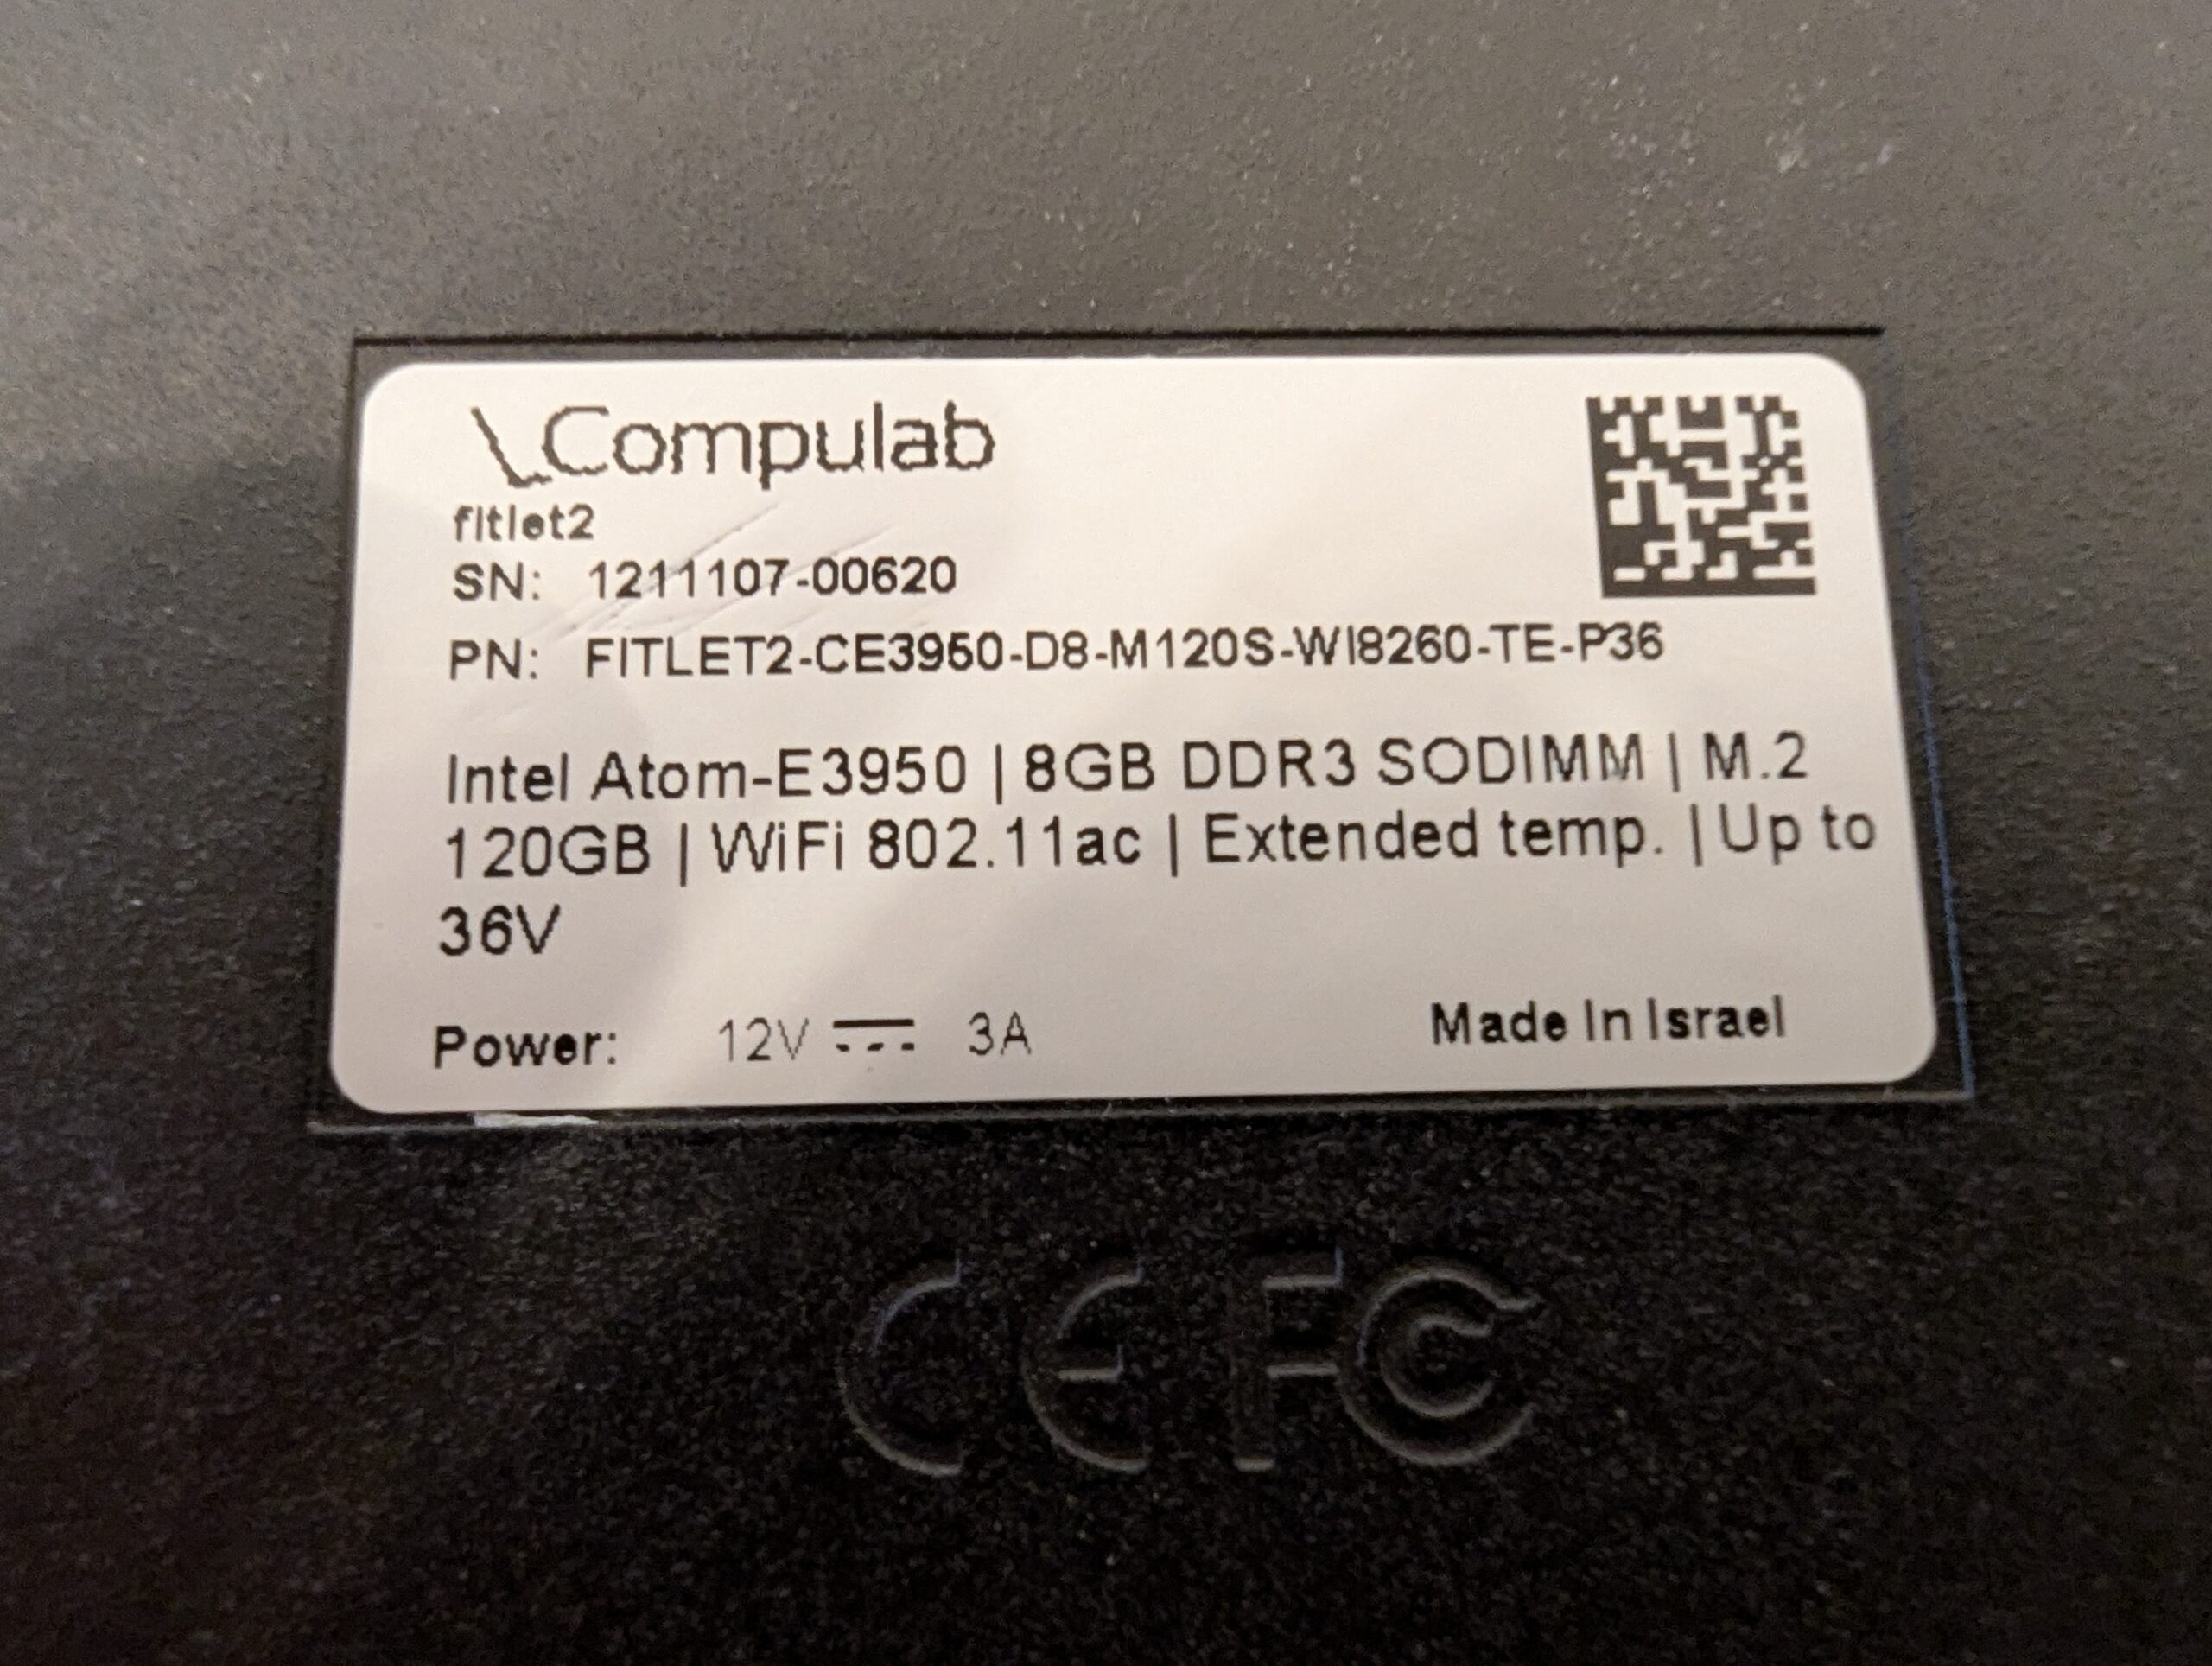 Compulab
fitlet2
SN: 1211107-00620
PN: FITLET2-CE3950-D8-M120S-WI8260-TE-P36
Intel Atom-E3950 | 8GB DDR3 SODIMM | M.2
120GB | WiFi 802.11ac | Extended temp. | Up to
36V
Power: 12V 3A
Made In Israel
CE FC